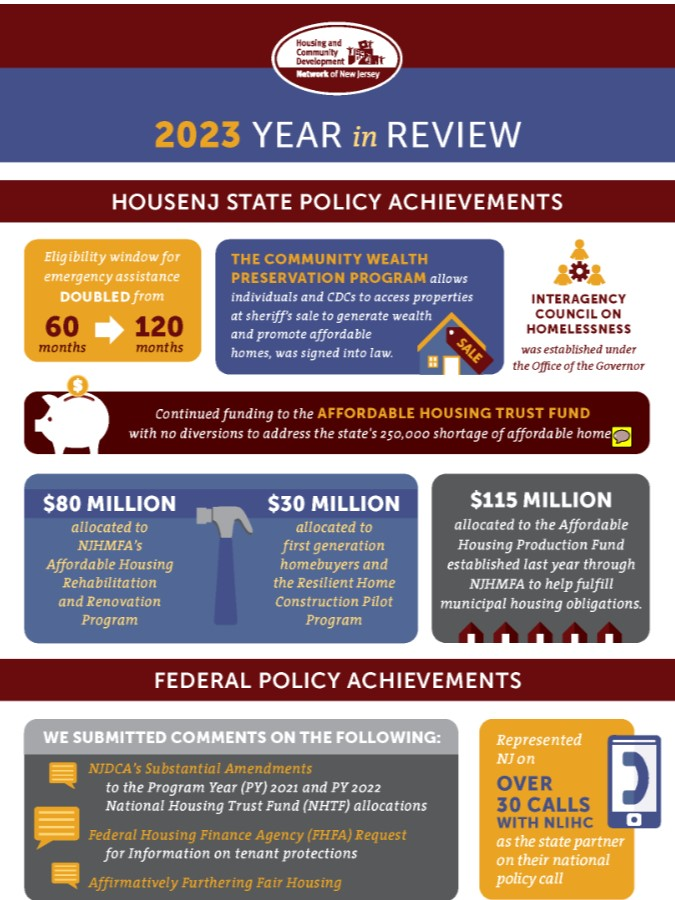 Housing and
Community
Development
Network of New Jersey
2023 YEAR in REVIEW
HOUSENJ STATE POLICY ACHIEVEMENTS
Eligibility window for
emergency assistance
DOUBLED from
60 120
months months
THE COMMUNITY WEALTH
PRESERVATION PROGRAM allows
individuals and CDCs to access properties
at sheriff's sale to generate wealth
and promote affordable
homes, was signed into law.
SALE
INTERAGENCY
COUNCIL ON
HOMELESSNESS
was established under
the Office of the Governor
$
Continued funding to the AFFORDABLE HOUSING TRUST FUND
with no diversions to address the state's 250,000 shortage of affordable home
$80 MILLION
allocated to
NJHMFA's
Affordable Housing
Rehabilitation
and Renovation
Program
$30 MILLION
allocated to
first generation
homebuyers and
the Resilient Home
Construction Pilot
Program
$115 MILLION
allocated to the Affordable
Housing Production Fund
established last year through
NJHMFA to help fulfill
municipal housing obligations.
FEDERAL POLICY ACHIEVEMENTS
WE SUBMITTED COMMENTS ON THE FOLLOWING:
NJDCA's Substantial Amendments
to the Program Year (PY) 2021 and PY 2022
National Housing Trust Fund (NHTF) allocations
Federal Housing Finance Agency (FHFA) Request
for Information on tenant protections
Affirmatively Furthering Fair Housing
Represented
NJ on
OVER
30 CALLS
WITH NLIHC
as the state partner
on their national
policy call